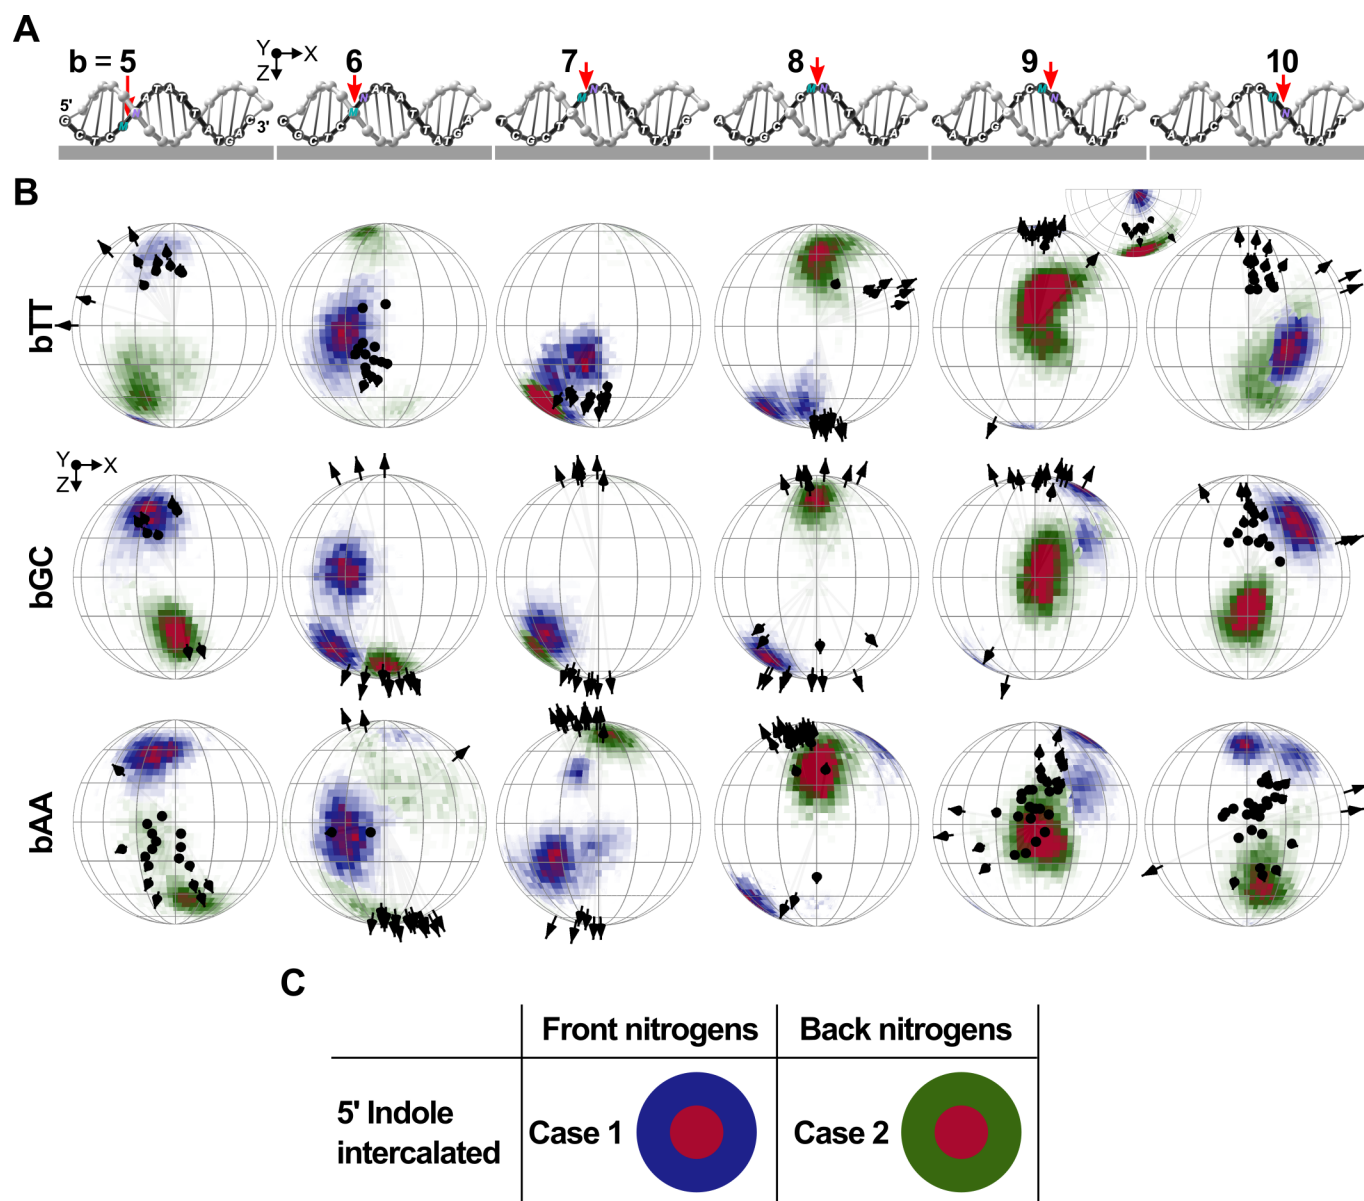 A
b = 5
6
7
8
9
10
Y
X
Z
5'
3'
B
bTT
Y
X
Z
bGC
bAA
C
Front nitrogens
Back nitrogens
5' Indole
intercalated
Case 1
Case 2